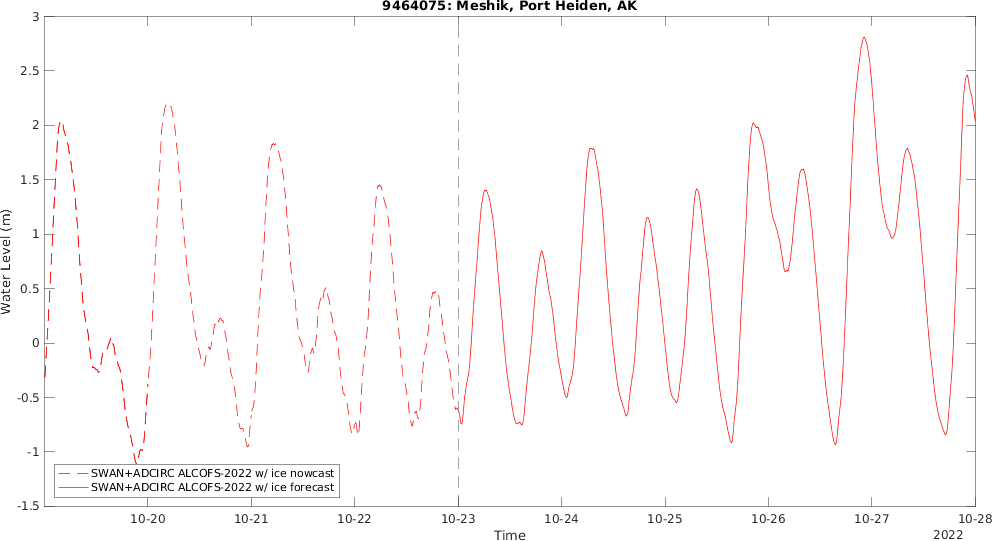 9464075: Meshik, Port Heiden, AK
3
2.5
2
1.5
1
0.5
0
-0.5
-1
-1.5
Water Level (m)
SWAN+ADCIRC ALCOFS-2022 w/ ice nowcast
SWAN+ADCIRC ALCOFS-2022 w/ ice forecast
10-20 10-21 10-22 10-23 10-24 10-25 10-26 10-27 10-28
Time
2022